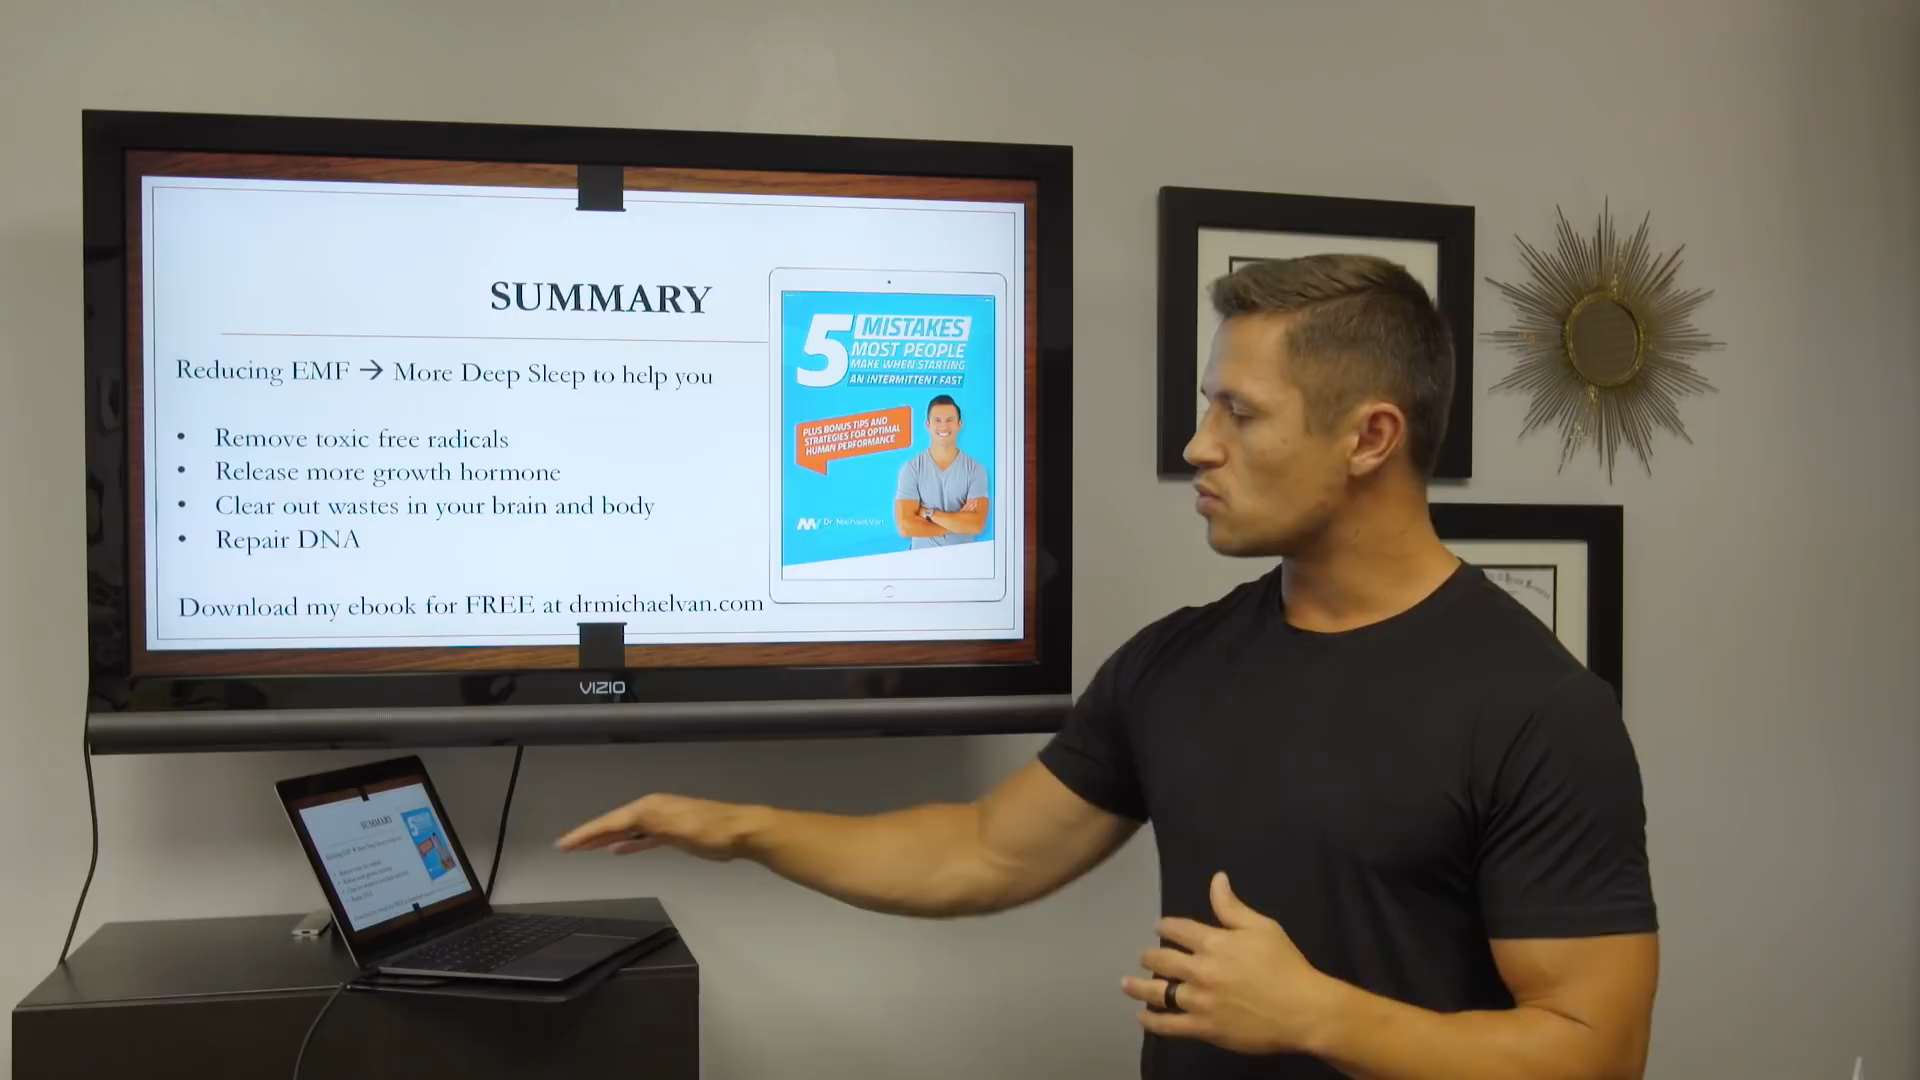 SUMMARY
Reducing EMF → More Deep Sleep to help you
• Remove toxic free radicals
• Release more growth hormone
• Clear out wastes in your brain and body
• Repair DNA
Download my ebook for FREE at drmichaelvan.com
5 MISTAKES
MOST PEOPLE
MAKE WHEN STARTING
AN INTERMITTENT FAST
PLUS BONUS TIPS AND
STRATEGIES FOR OPTIMAL
HUMAN PERFORMANCE
Dr. Michael Van
VIZIO
SUMMARY
5